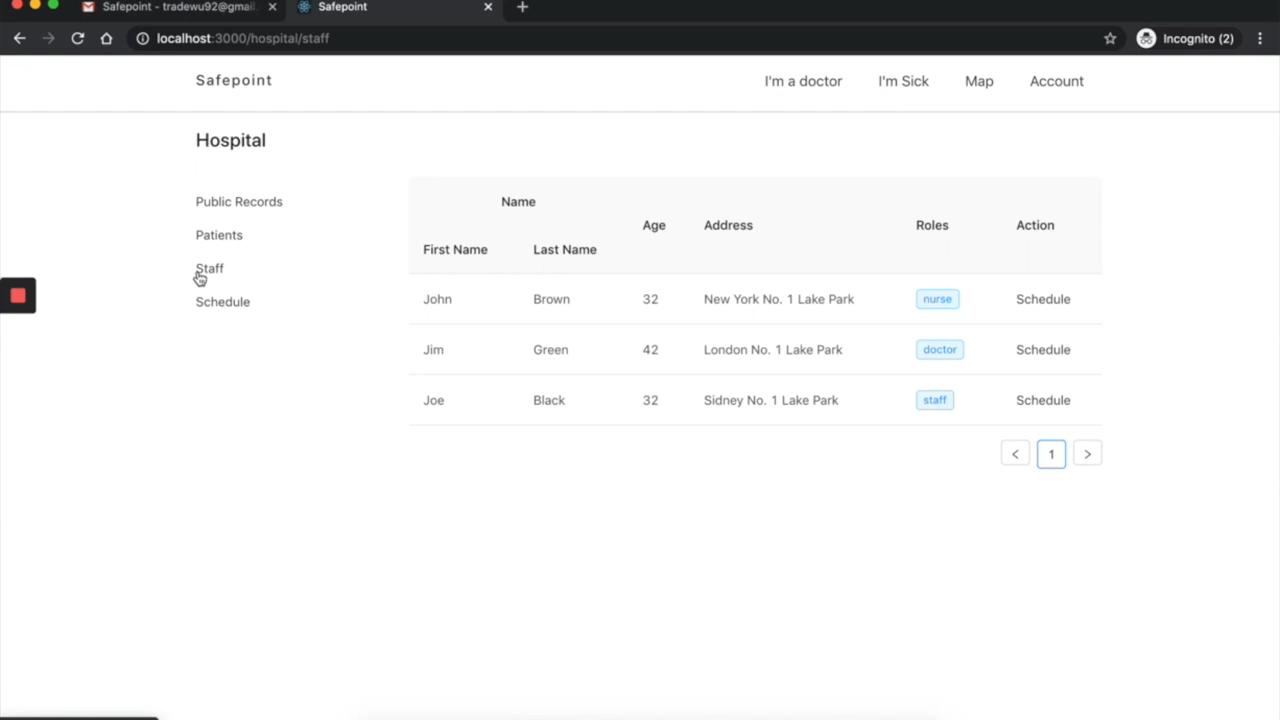 Safepoint - tradewu92@gmail.
Safepoint
localhost:3000/hospital/staff
Incognito (2)
Safepoint
I'm a doctor
I'm Sick
Map
Account
Hospital
Public Records
Patients
Staff
Schedule
Name
Age
Address
Roles
Action
First Name
Last Name
John Brown 32 New York No. 1 Lake Park nurse Schedule
Jim Green 42 London No. 1 Lake Park doctor Schedule
Joe Black 32 Sidney No. 1 Lake Park staff Schedule
< 1 >